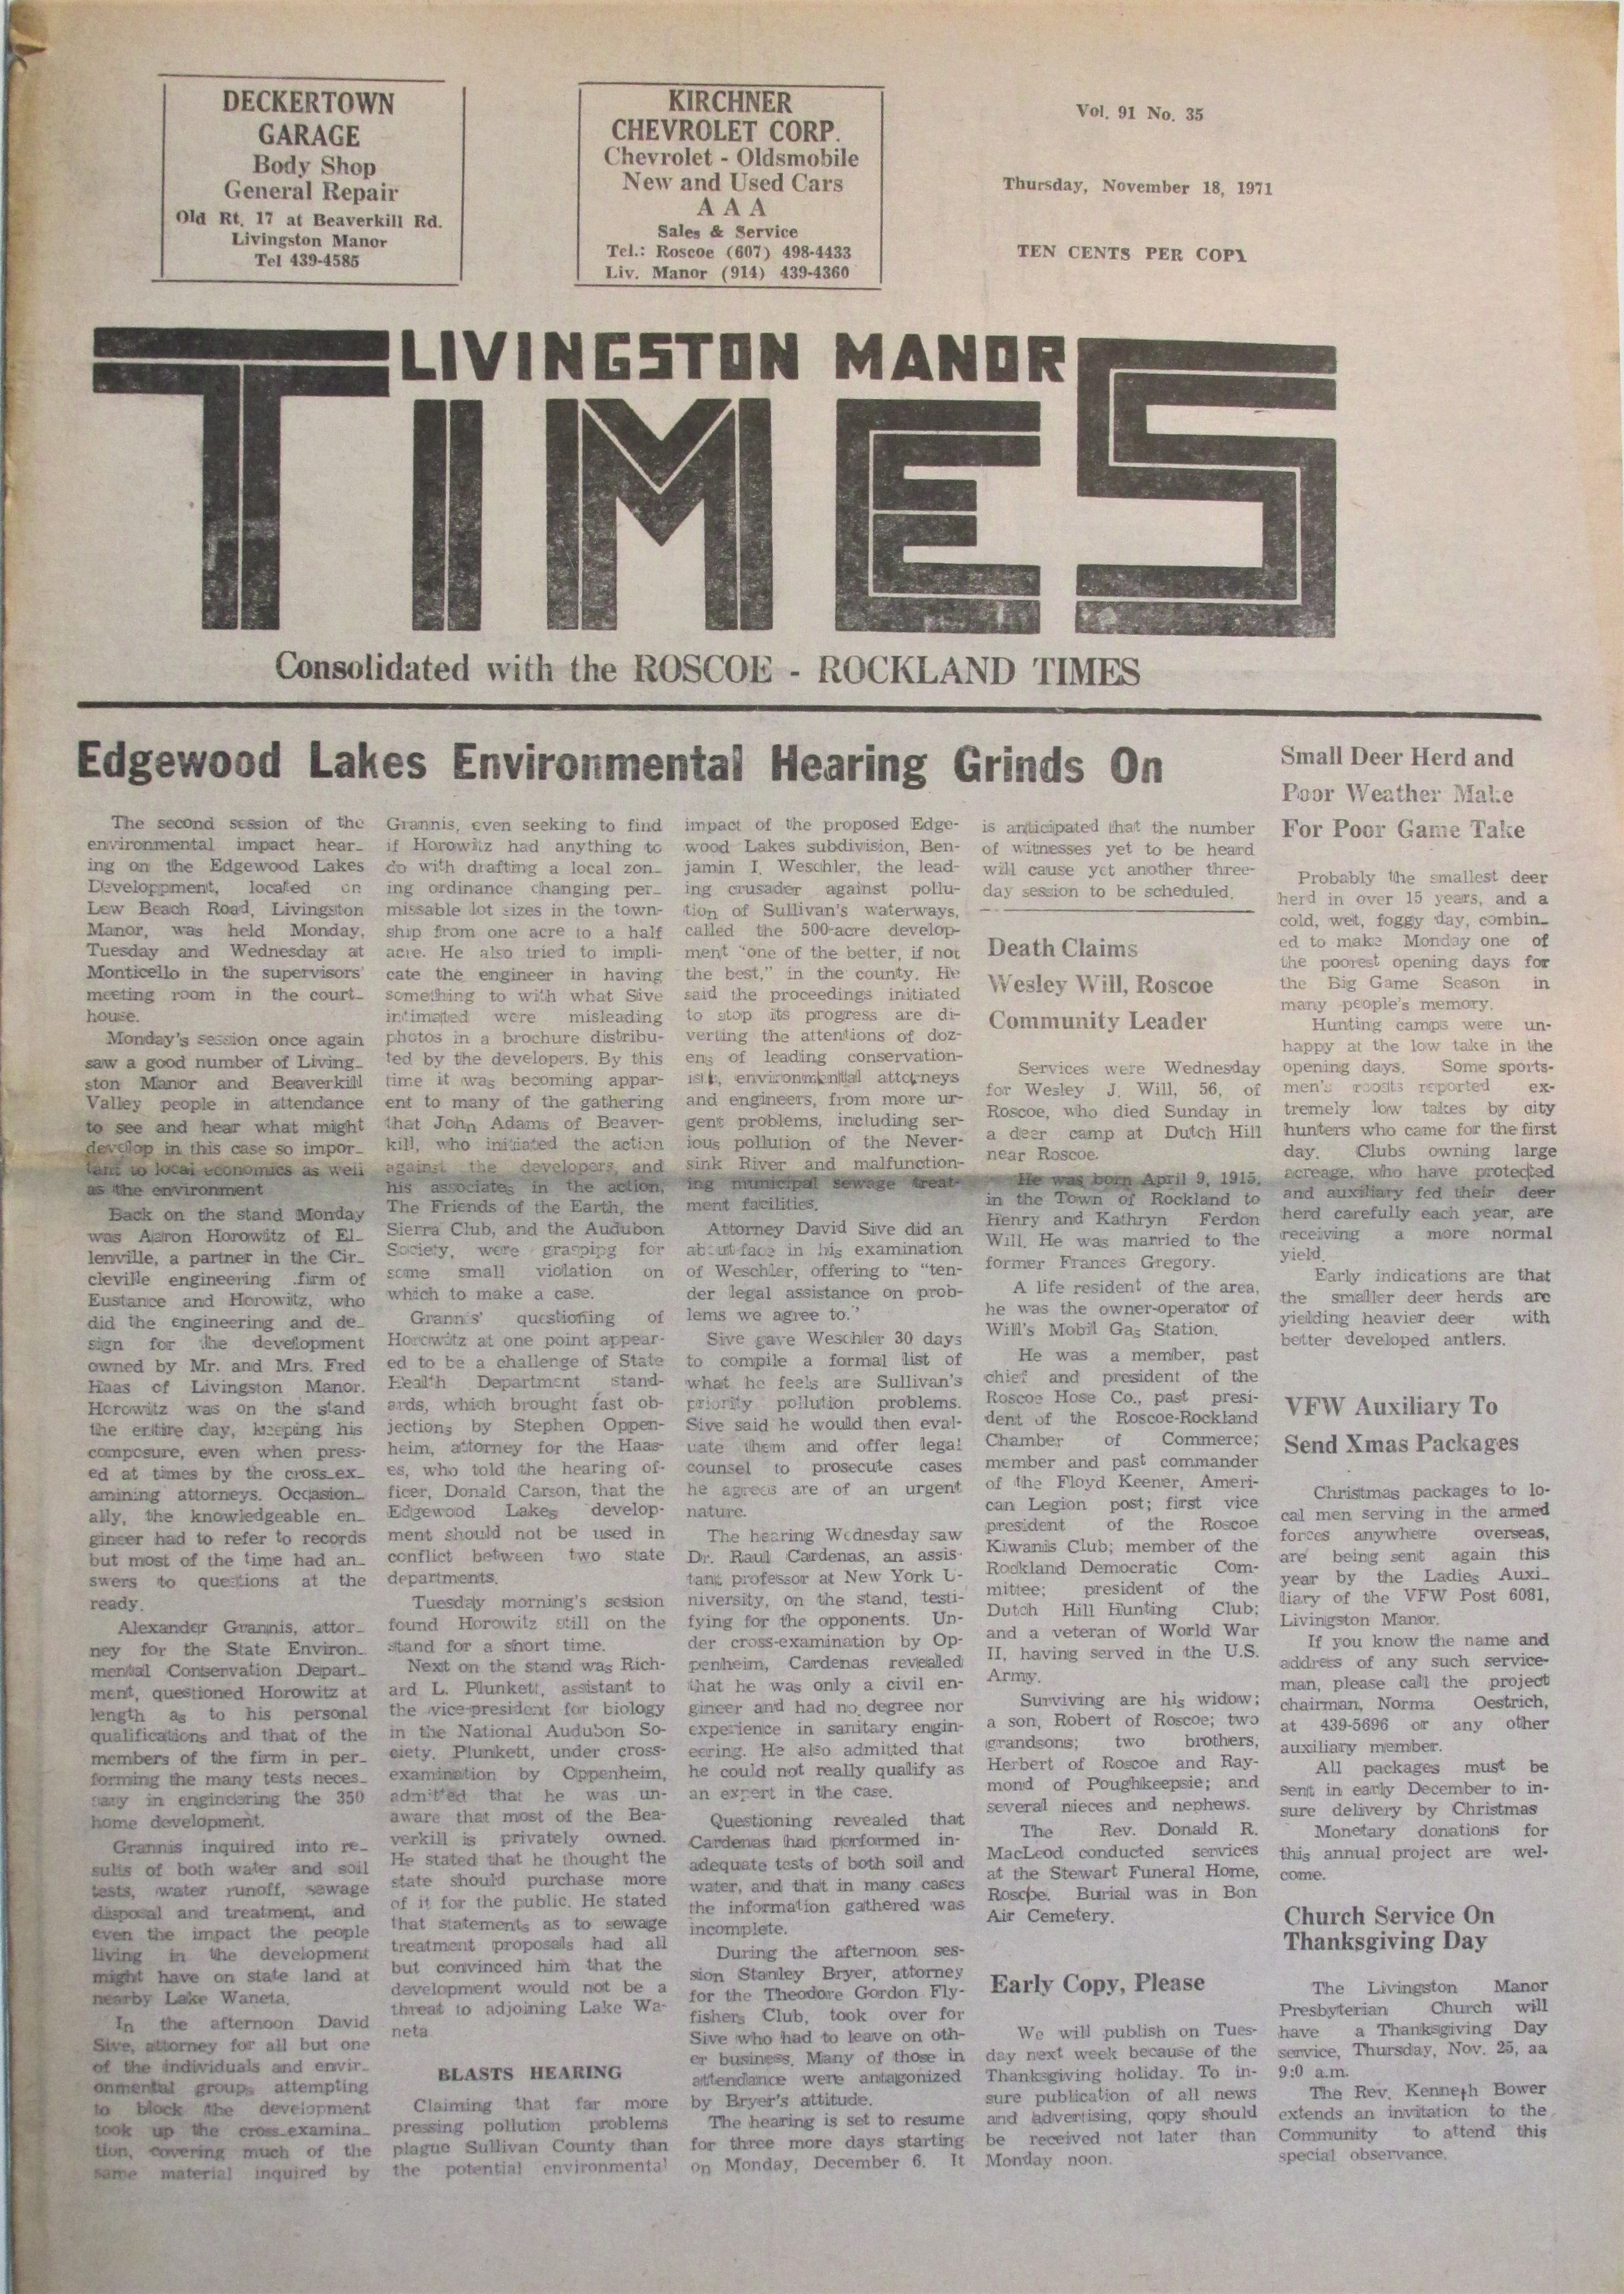 DECKERTOWN
GARAGE
Body Shop
General Repair
Old Rt. 17 at Beaverkill Rd.
Livingston Manor
Tel 439-4585
KIRCHNER
CHEVROLET CORP.
Chevrolet - Oldsmobile
New and Used Cars
A A A
Sales & Service
Tel.: Roscoe (607) 498-4433
Liv. Manor (914) 439-4360
Vol. 91 No. 35
Thursday, November 18, 1971
TEN CENTS PER COPY
LIVINGSTON MANOR
TIMES
Consolidated with the ROSCOE - ROCKLAND TIMES
Edgewood Lakes Environmental Hearing Grinds On
The second session of the
environmental impact hear-
ing on the Edgewood Lakes
Developpment, located on
Lew Beach Road, Livingston
Manor, was held Monday,
Tuesday and Wednesday at
Monticello in the supervisors'
meeting room in the court-
house.
Monday's session once again
saw a good number of Living-
ston Manor and Beaverkill
Valley people in attendance
to see and hear what might
develop in this case so impor-
tant to local economics as well
as the environment
Back on the stand Monday
was Aaron Horowitz of El-
lenville, a partner in the Cir-
cleville engineering firm of
Eustance and Horowitz, who
did the engineering and de-
sign for the development
owned by Mr. and Mrs. Fred
Haas of Livingston Manor.
Horowitz was on the stand
the entire day, keeping his
composure, even when press-
ed at times by the cross-ex-
amining attorneys. Occasion-
ally, the knowledgeable en-
gineer had to refer to records
but most of the time had an-
swers to questions at the
ready.
Alexander Grannis, attor-
ney for the State Environ-
mental Conservation Depart-
ment, questioned Horowitz at
length as to his personal
qualifications and that of the
members of the firm in per-
forming the many tests neces-
sary in engineering the 350
home development.
Grannis inquired into re-
sults of both water and soil
tests, water runoff, sewage
disposal and treatment, and
even the impact the people
living in the development
might have on state land at
nearby Lake Waneta.
In the afternoon David
Sive, attorney for all but one
of the individuals and envir-
onmental groups attempting
to block the development
took up the cross-examina-
tion, covering much of the
same material inquired by
Grannis, even seeking to find
if Horowitz had anything to
do with drafting a local zon-
ing ordinance changing per-
missable lot sizes in the town-
ship from one acre to a half
acre. He also tried to impli-
cate the engineer in having
something to with what Sive
intimated were misleading
photos in a brochure distribu-
ted by the developers. By this
time it was becoming appar-
ent to many of the gathering
that John Adams of Beaver-
kill, who initiated the action
against the developers, and
his associates in the action,
The Friends of the Earth, the
Sierra Club, and the Audubon
Society, were grasping for
some small violation on
which to make a case.
Grannis' questioning of
Horowitz at one point appear-
ed to be a challenge of State
Health Department stand-
ards, which brought fast ob-
jections by Stephen Oppen-
heim, attorney for the Haas-
es, who told the hearing of-
ficer, Donald Carson, that the
Edgewood Lakes develop-
ment should not be used in
conflict between two state
departments.
Tuesday morning's session
found Horowitz still on the
stand for a short time.
Next on the stand was Rich-
ard L. Plunkett, assistant to
the vice-president for biology
in the National Audubon So-
ciety. Plunkett, under cross-
examination by Oppenheim,
admitted that he was un-
aware that most of the Bea-
verkill is privately owned.
He stated that he thought the
state should purchase more
of it for the public. He stated
that statements as to sewage
treatment proposals had all
but convinced him that the
development would not be a
threat to adjoining Lake Wa-
neta
BLASTS HEARING
Claiming that far more
pressing pollution problems
plague Sullivan County than
the potential environmental
impact of the proposed Edge-
wood Lakes subdivision, Ben-
jamin I. Weschler, the lead-
ing crusader against pollu-
tion of Sullivan's waterways,
called the 500-acre develop-
ment "one of the better, if not
the best," in the county. He
said the proceedings initiated
to stop its progress are di-
verting the attentions of doz-
ens of leading conservation-
ists, environmental attorneys
and engineers, from more ur-
gent problems, including ser-
ious pollution of the Never-
sink River and malfunction-
ing municipal sewage treat-
ment facilities.
Attorney David Sive did an
about face in his examination
of Weschler, offering to "ten-
der legal assistance on prob-
lems we agree to."
Sive gave Weschler 30 days
to compile a formal list of
what he feels are Sullivan's
priority pollution problems.
Sive said he would then eval-
uate them and offer legal
counsel to prosecute cases
he agrees are of an urgent
nature.
The hearing Wednesday saw
Dr. Raul Cardenas, an assis-
tant professor at New York U-
niversity, on the stand, testi-
fying for the opponents. Un-
der cross-examination by Op-
penheim, Cardenas revealed
that he was only a civil en-
gineer and had no degree nor
experience in sanitary engin-
eering. He also admitted that
he could not really qualify as
an expert in the case.
Questioning revealed that
Cardenas had performed in-
adequate tests of both soil and
water, and that in many cases
the information gathered was
incomplete.
During the afternoon ses-
sion Stanley Bryer, attorney
for the Theodore Gordon Fly-
fishers Club, took over for
Sive who had to leave on oth-
er business. Many of those in
attendance were antagonized
by Bryer's attitude.
The hearing is set to resume
for three more days starting
on Monday, December 6. It
is anticipated that the number
of witnesses yet to be heard
will cause yet another three-
day session to be scheduled.
Death Claims
Wesley Will, Roscoe
Community Leader
Services were Wednesday
for Wesley J. Will, 56, of
Roscoe, who died Sunday in
a deer camp at Dutch Hill
near Roscoe.
He was born April 9, 1915,
in the Town of Rockland to
Henry and Kathryn Ferdon
Will. He was married to the
former Frances Gregory.
A life resident of the area,
he was the owner-operator of
Will's Mobil Gas Station.
He was a member, past
chief and president of the
Roscoe Hose Co., past presi-
dent of the Roscoe-Rockland
Chamber of Commerce;
member and past commander
of the Floyd Keener, Ameri-
can Legion post; first vice
president of the Roscoe
Kiwanis Club; member of the
Rockland Democratic Com-
mittee; president of the
Dutch Hill Hunting Club;
and a veteran of World War
II, having served in the U.S.
Army.
Surviving are his widow;
a son, Robert of Roscoe; two
grandsons; two brothers,
Herbert of Roscoe and Ray-
mond of Poughkeepsie; and
several nieces and nephews.
The Rev. Donald R.
MacLeod conducted services
at the Stewart Funeral Home,
Roscoe. Burial was in Bon
Air Cemetery.
Early Copy, Please
We will publish on Tues-
day next week because of the
Thanksgiving holiday. To in-
sure publication of all news
and advertising, copy should
be received not later than
Monday noon.
Small Deer Herd and
Poor Weather Make
For Poor Game Take
Probably the smallest deer
herd in over 15 years, and a
cold, wet, foggy day, combin-
ed to make Monday one of
the poorest opening days for
the Big Game Season in
many people's memory.
Hunting camps were un-
happy at the low take in the
opening days. Some sports-
men's roosts reported ex-
tremely low takes by city
hunters who came for the first
day. Clubs owning large
acreage, who have protected
and auxiliary fed their deer
herd carefully each year, are
receiving a more normal
yield.
Early indications are that
the smaller deer herds are
yielding heavier deer with
better developed antlers.
VFW Auxiliary To
Send Xmas Packages
Christmas packages to lo-
cal men serving in the armed
forces anywhere overseas,
are being sent again this
year by the Ladies Auxi-
liary of the VFW Post 6081,
Livingston Manor.
If you know the name and
address of any such service-
man, please call the project
chairman, Norma Oestrich,
at 439-5696 or any other
auxiliary member.
All packages must be
sent in early December to in-
sure delivery by Christmas
Monetary donations for
this annual project are wel-
come.
Church Service On
Thanksgiving Day
The Livingston Manor
Presbyterian Church will
have a Thanksgiving Day
service, Thursday, Nov. 25, aa
9:0 a.m.
The Rev. Kenneth Bower
extends an invitation to the
Community to attend this
special observance.